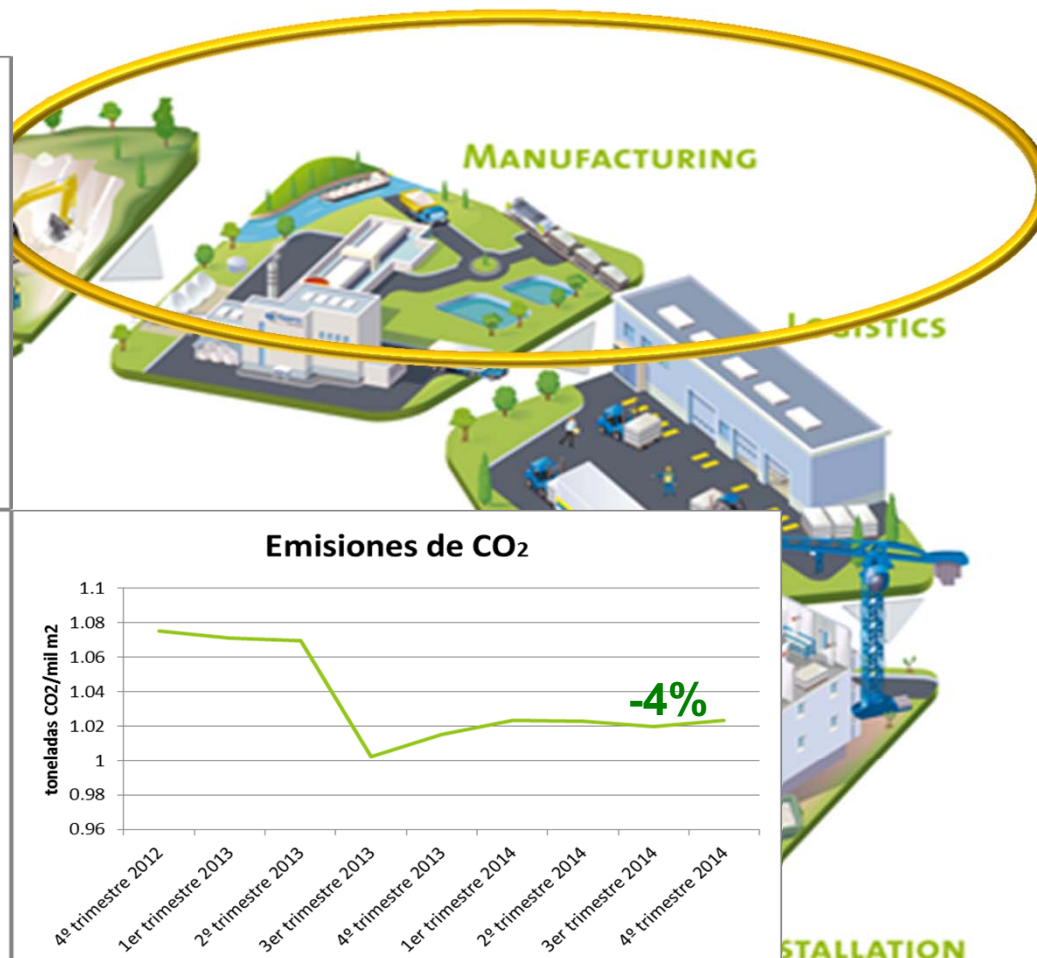 MANUFACTURING
LOGISTICS
Emisiones de CO₂
toneladas CO2/mil m2
1.1
1.08
1.06
1.04
1.02
1
0.98
0.96
-4%
4º trimestre 2012
1er trimestre 2013
2º trimestre 2013
3er trimestre 2013
4º trimestre 2013
1er trimestre 2014
2º trimestre 2014
3er trimestre 2014
4º trimestre 2014
STALLATION